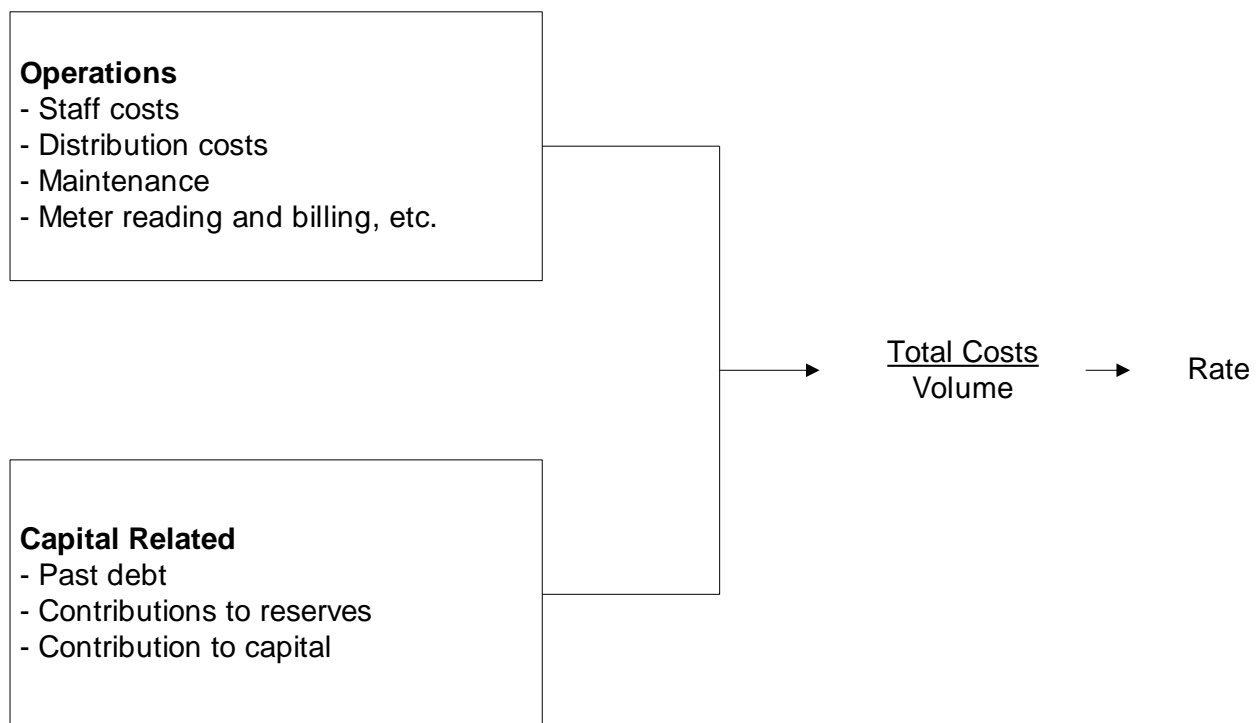 Operations
- Staff costs
- Distribution costs
- Maintenance
- Meter reading and billing, etc.
Total Costs
Volume
Rate
Capital Related
- Past debt
- Contributions to reserves
- Contribution to capital